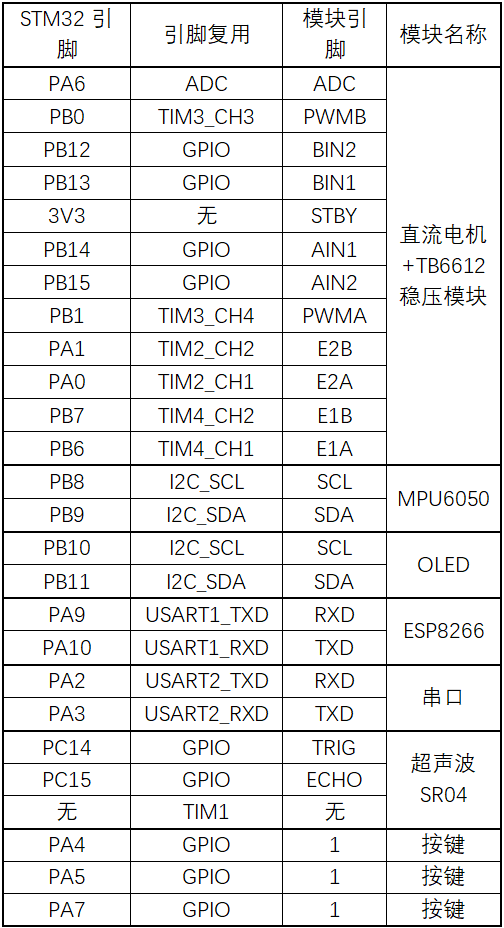 STM32 引脚 引脚复用 模块引脚 模块名称
PA6 ADC ADC 直流电机+TB6612稳压模块
PB0 TIM3_CH3 PWMB
PB12 GPIO BIN2
PB13 GPIO BIN1
3V3 无 STBY
PB14 GPIO AIN1
PB15 GPIO AIN2
PB1 TIM3_CH4 PWMA
PA1 TIM2_CH2 E2B
PA0 TIM2_CH1 E2A
PB7 TIM4_CH2 E1B
PB6 TIM4_CH1 E1A
PB8 I2C_SCL SCL MPU6050
PB9 I2C_SDA SDA
PB10 I2C_SCL SCL OLED
PB11 I2C_SDA SDA
PA9 USART1_TXD RXD ESP8266
PA10 USART1_RXD TXD
PA2 USART2_TXD RXD 串口
PA3 USART2_RXD TXD
PC14 GPIO TRIG 超声波SR04
PC15 GPIO ECHO
无 TIM1 无
PA4 GPIO 1 按键
PA5 GPIO 1 按键
PA7 GPIO 1 按键